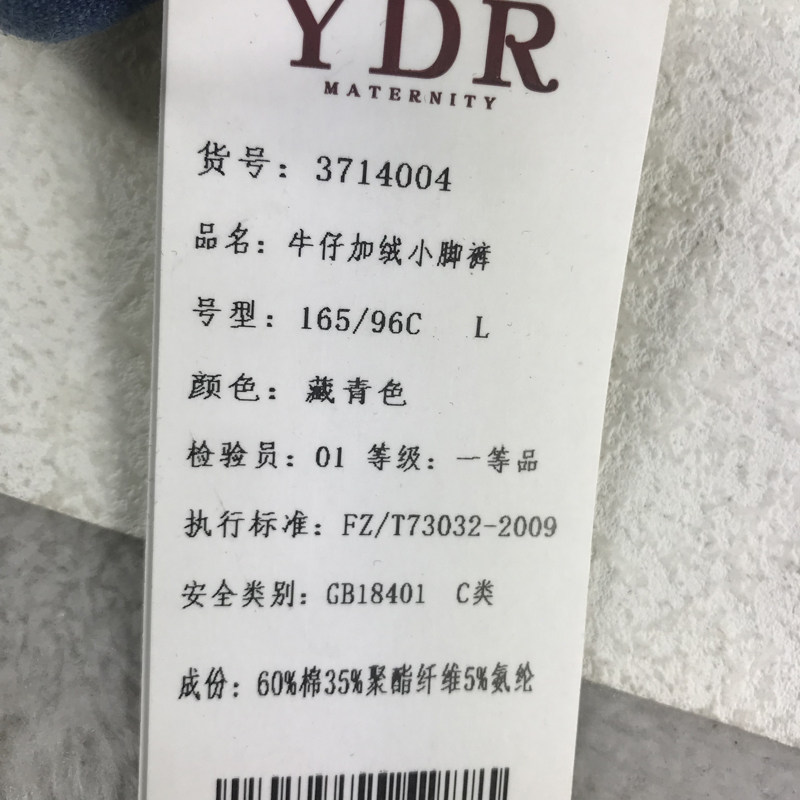 YDR
MATERNITY
货号：3714004
品名：牛仔加绒小脚裤
号型：165/96C L
颜色：藏青色
检验员：01 等级：一等品
执行标准：FZ/T73032-2009
安全类别：GB18401 C类
成份：60%棉35%聚酯纤维5%氨纶